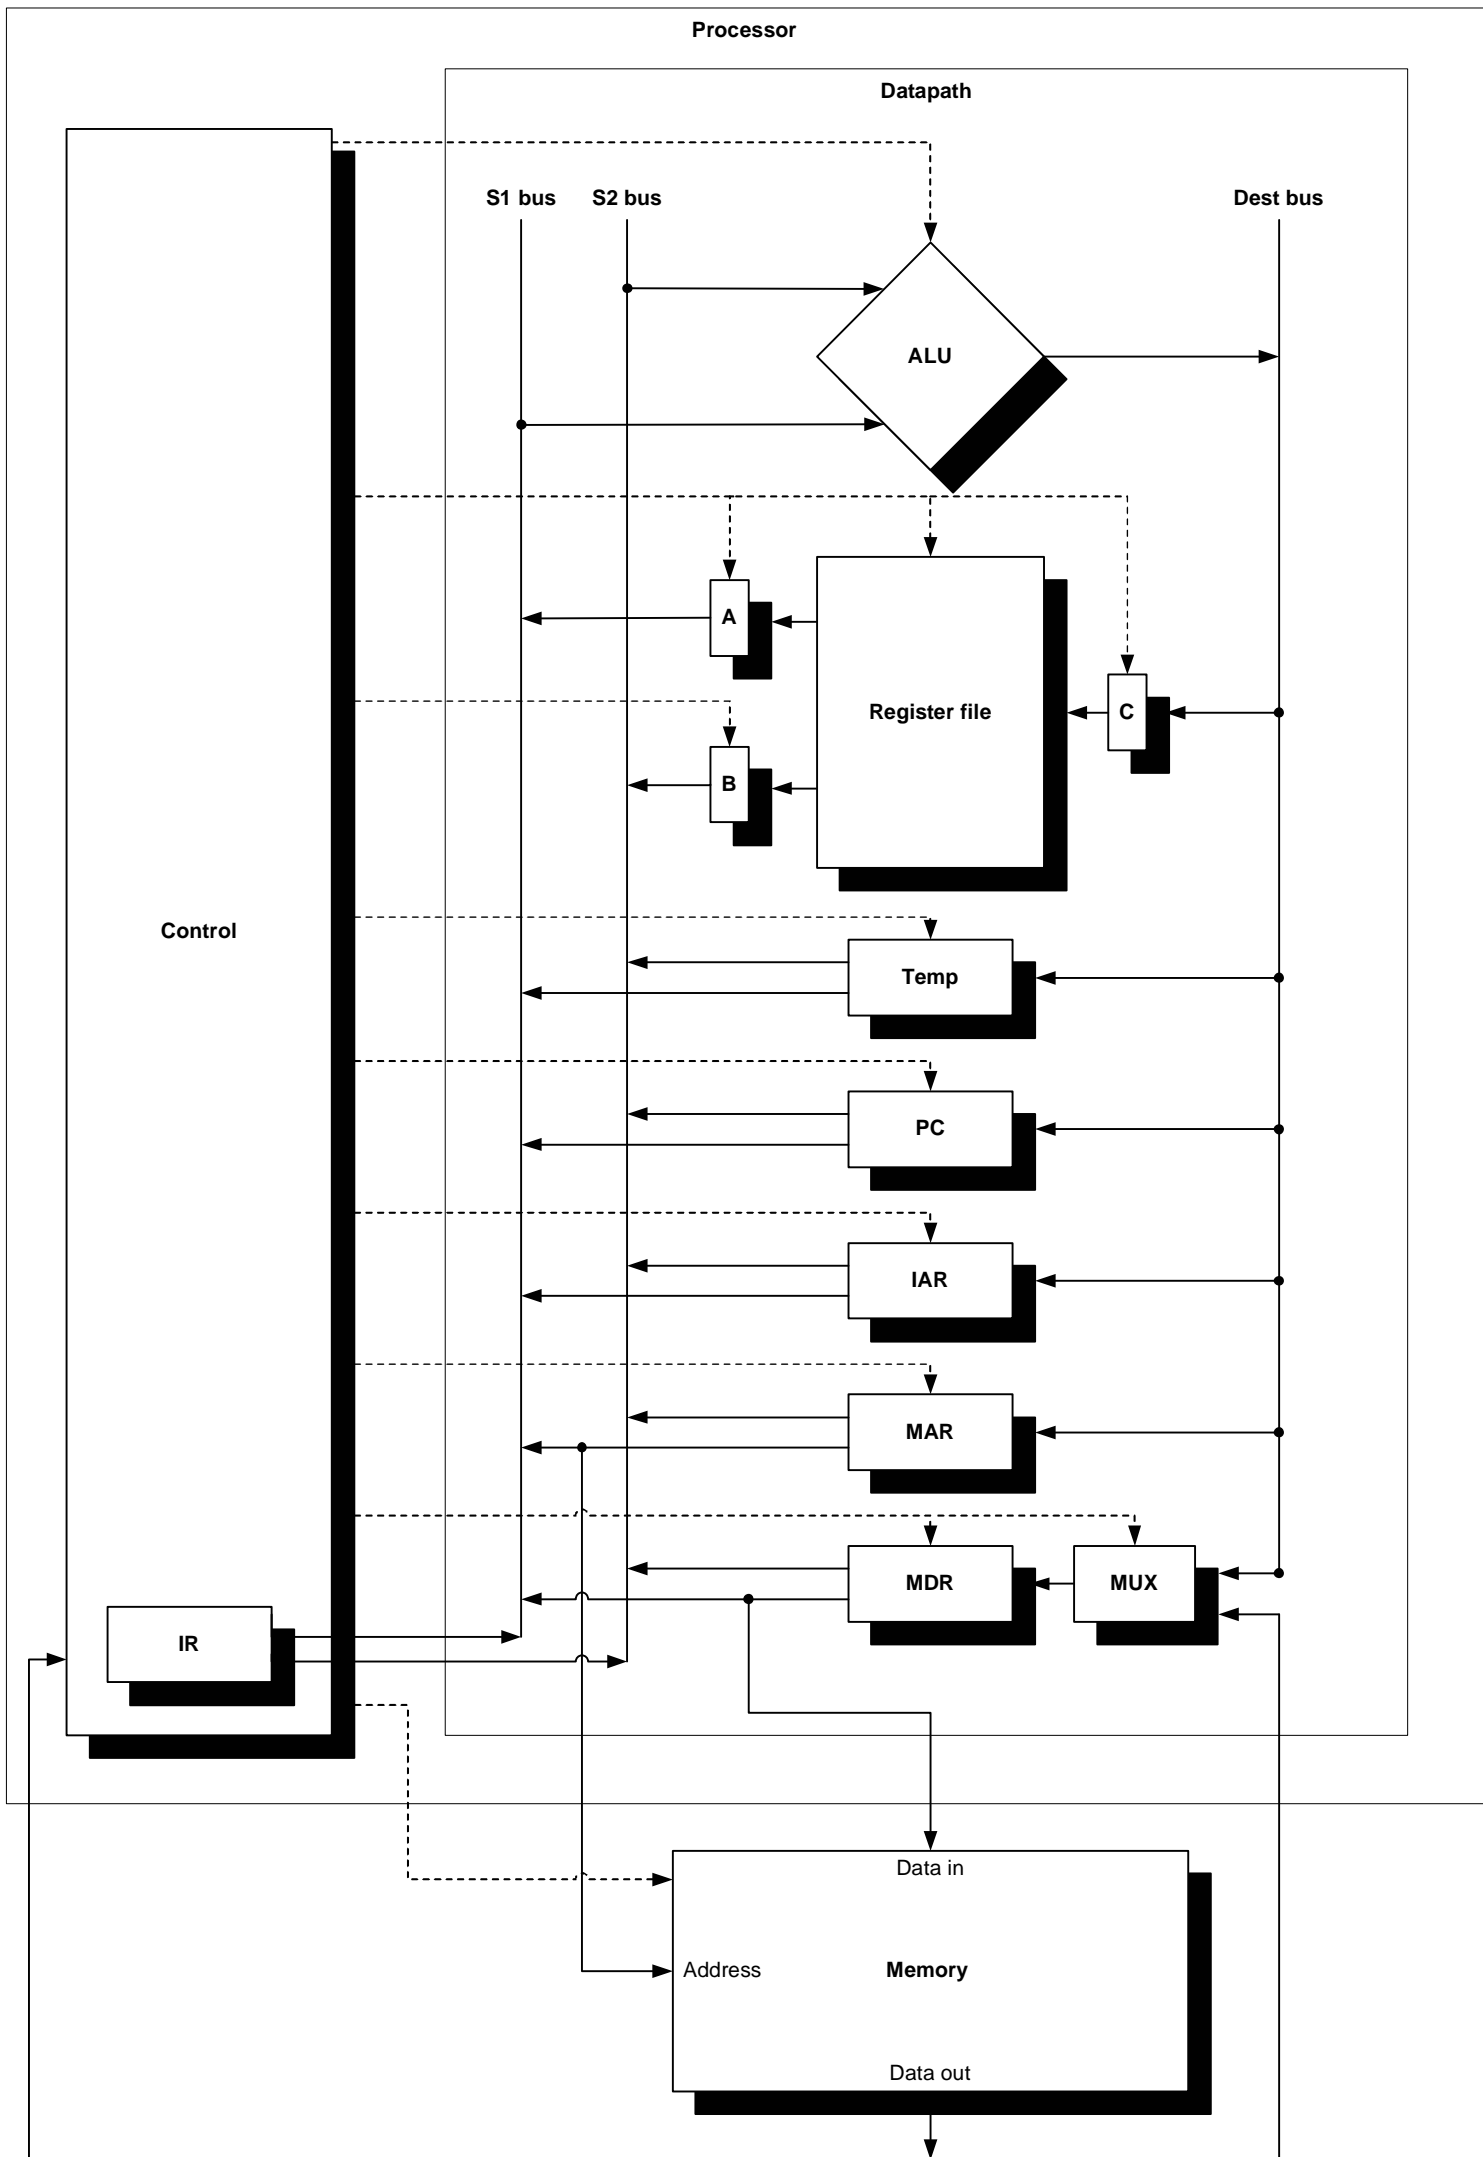 Processor
Datapath
S1 bus
S2 bus
Dest bus
ALU
A
Register file
C
B
Control
Temp
PC
IAR
MAR
MDR
MUX
IR
Data in
Address
Memory
Data out